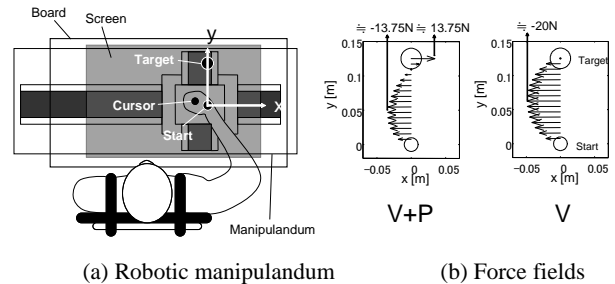 Board
Screen
y
Target
Cursor
x
Start
Manipulandum
(a) Robotic manipulandum
≒ -13.75N ≒ 13.75N
0.15
0.1
0.05
0
y [m]
−0.05 0 0.05
x [m]
V+P
≒ -20N
0.15
0.1
0.05
0
y [m]
Target
Start
−0.05 0 0.05
x [m]
V
(b) Force fields